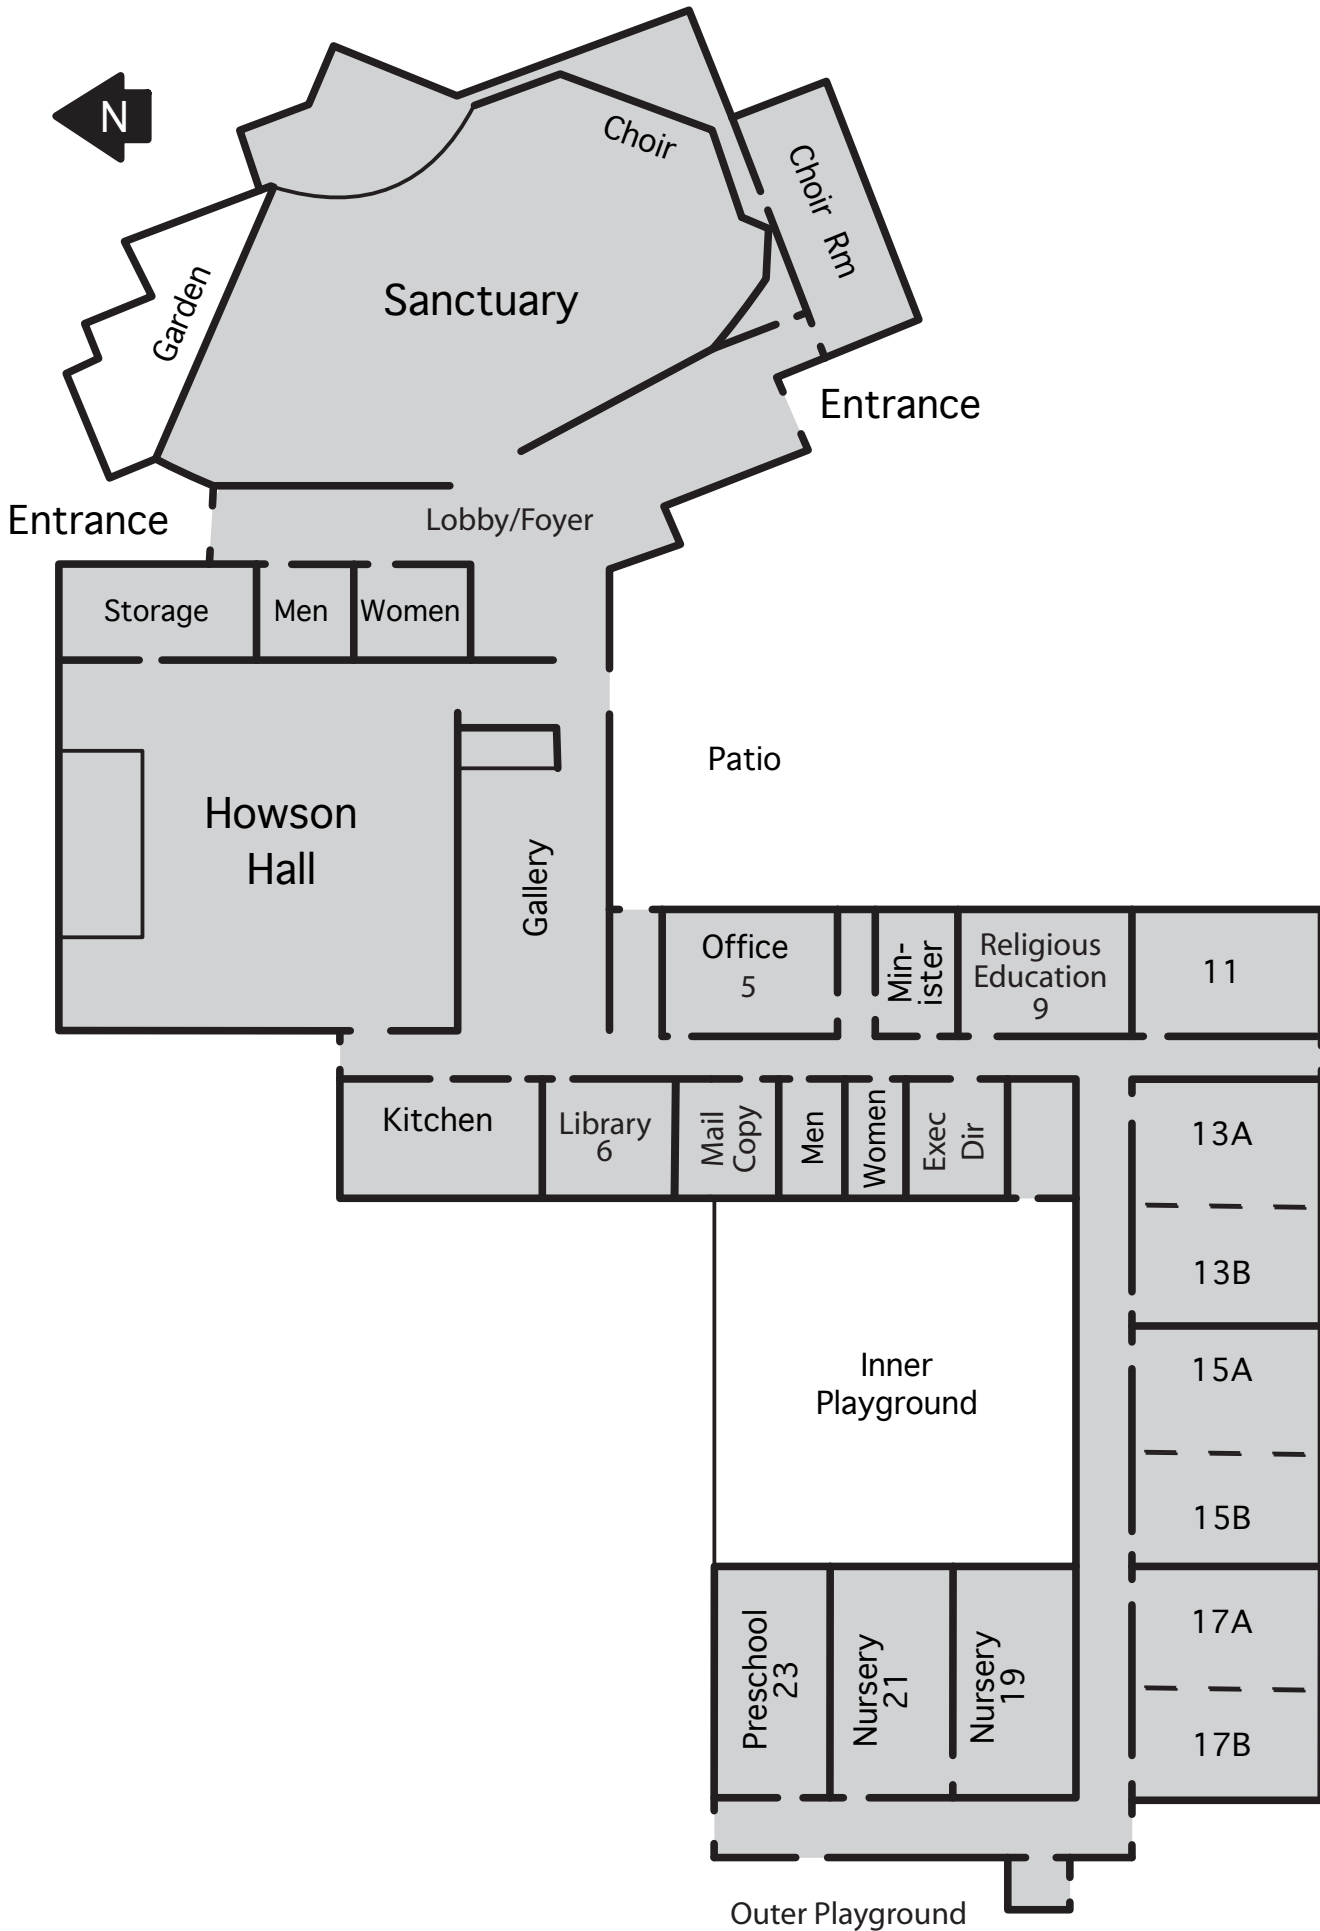 N
Choir
Choir Rm
Garden
Sanctuary
Entrance
Entrance
Lobby/Foyer
Storage
Men
Women
Patio
Howson
Hall
Gallery
Office
5
Min-
ister
Religious
Education
9
11
Kitchen
Library
6
Mail
Copy
Men
Women
Exec
Dir
13A
13B
Inner
Playground
15A
15B
Preschool
23
Nursery
21
Nursery
19
17A
17B
Outer Playground